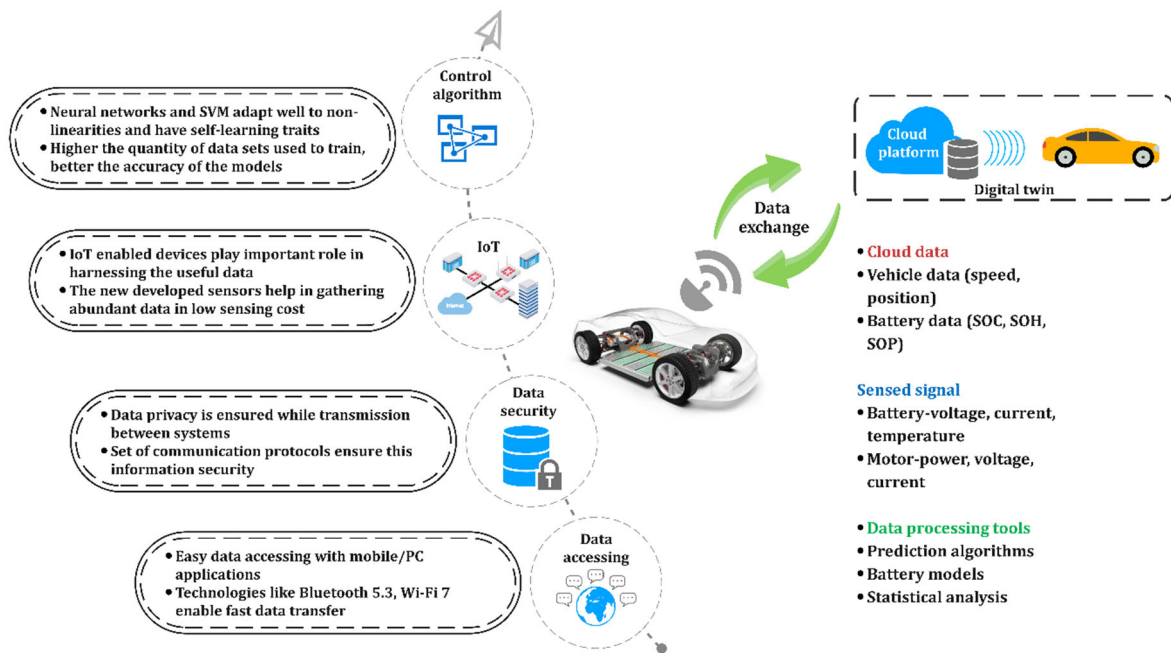 Control
algorithm
• Neural networks and SVM adapt well to non-
linearities and have self-learning traits
• Higher the quantity of data sets used to train,
better the accuracy of the models
IoT
Internet
• IoT enabled devices play important role in
harnessing the useful data
• The new developed sensors help in gathering
abundant data in low sensing cost
Data
security
T
• Data privacy is ensured while transmission
between systems
• Set of communication protocols ensure this
information security
Data
accessing
• Easy data accessing with mobile/PC
applications
• Technologies like Bluetooth 5.3, Wi-Fi 7
enable fast data transfer
Data
exchange
Cloud
platform
Digital twin
• Cloud data
• Vehicle data (speed,
position)
• Battery data (SOC, SOH,
SOP)
Sensed signal
• Battery-voltage, current,
temperature
• Motor-power, voltage,
current
• Data processing tools
• Prediction algorithms
• Battery models
• Statistical analysis